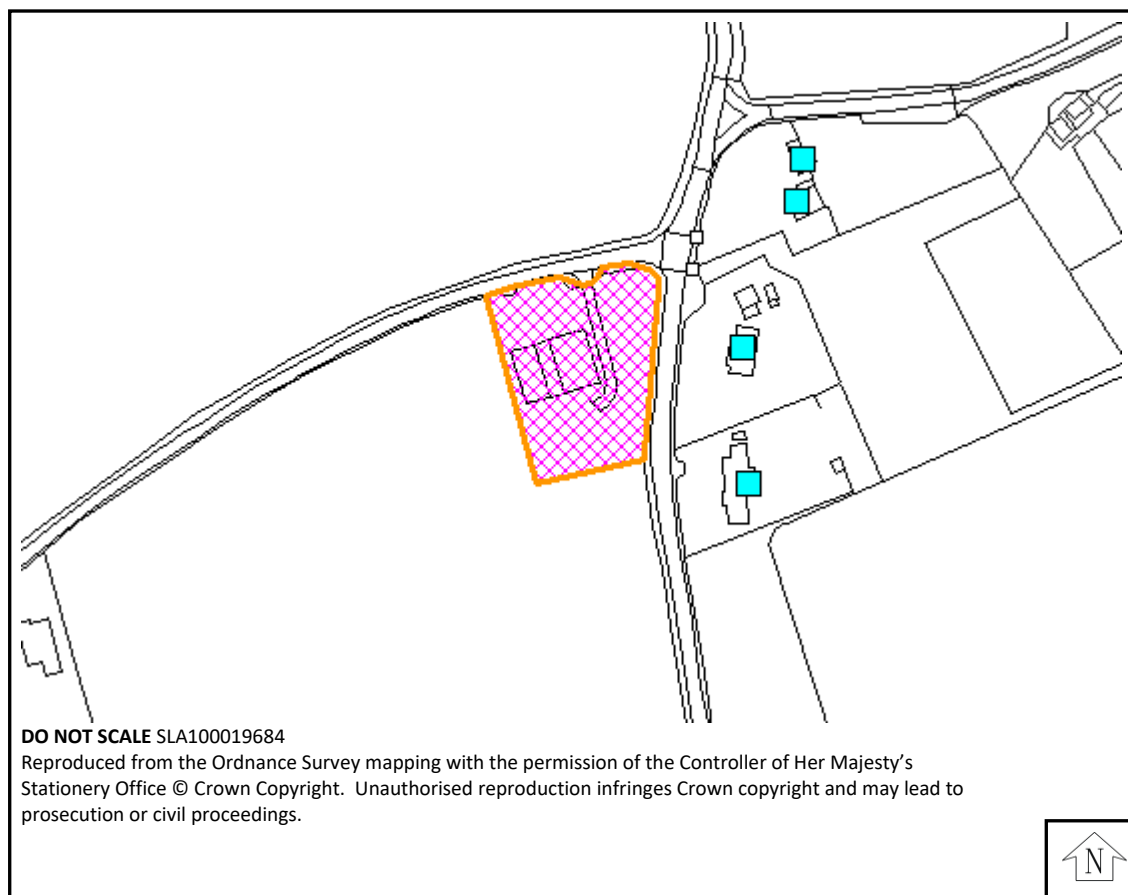 DO NOT SCALE SLA100019684
Reproduced from the Ordnance Survey mapping with the permission of the Controller of Her Majesty’s
Stationery Office © Crown Copyright. Unauthorised reproduction infringes Crown copyright and may lead to
prosecution or civil proceedings.
N